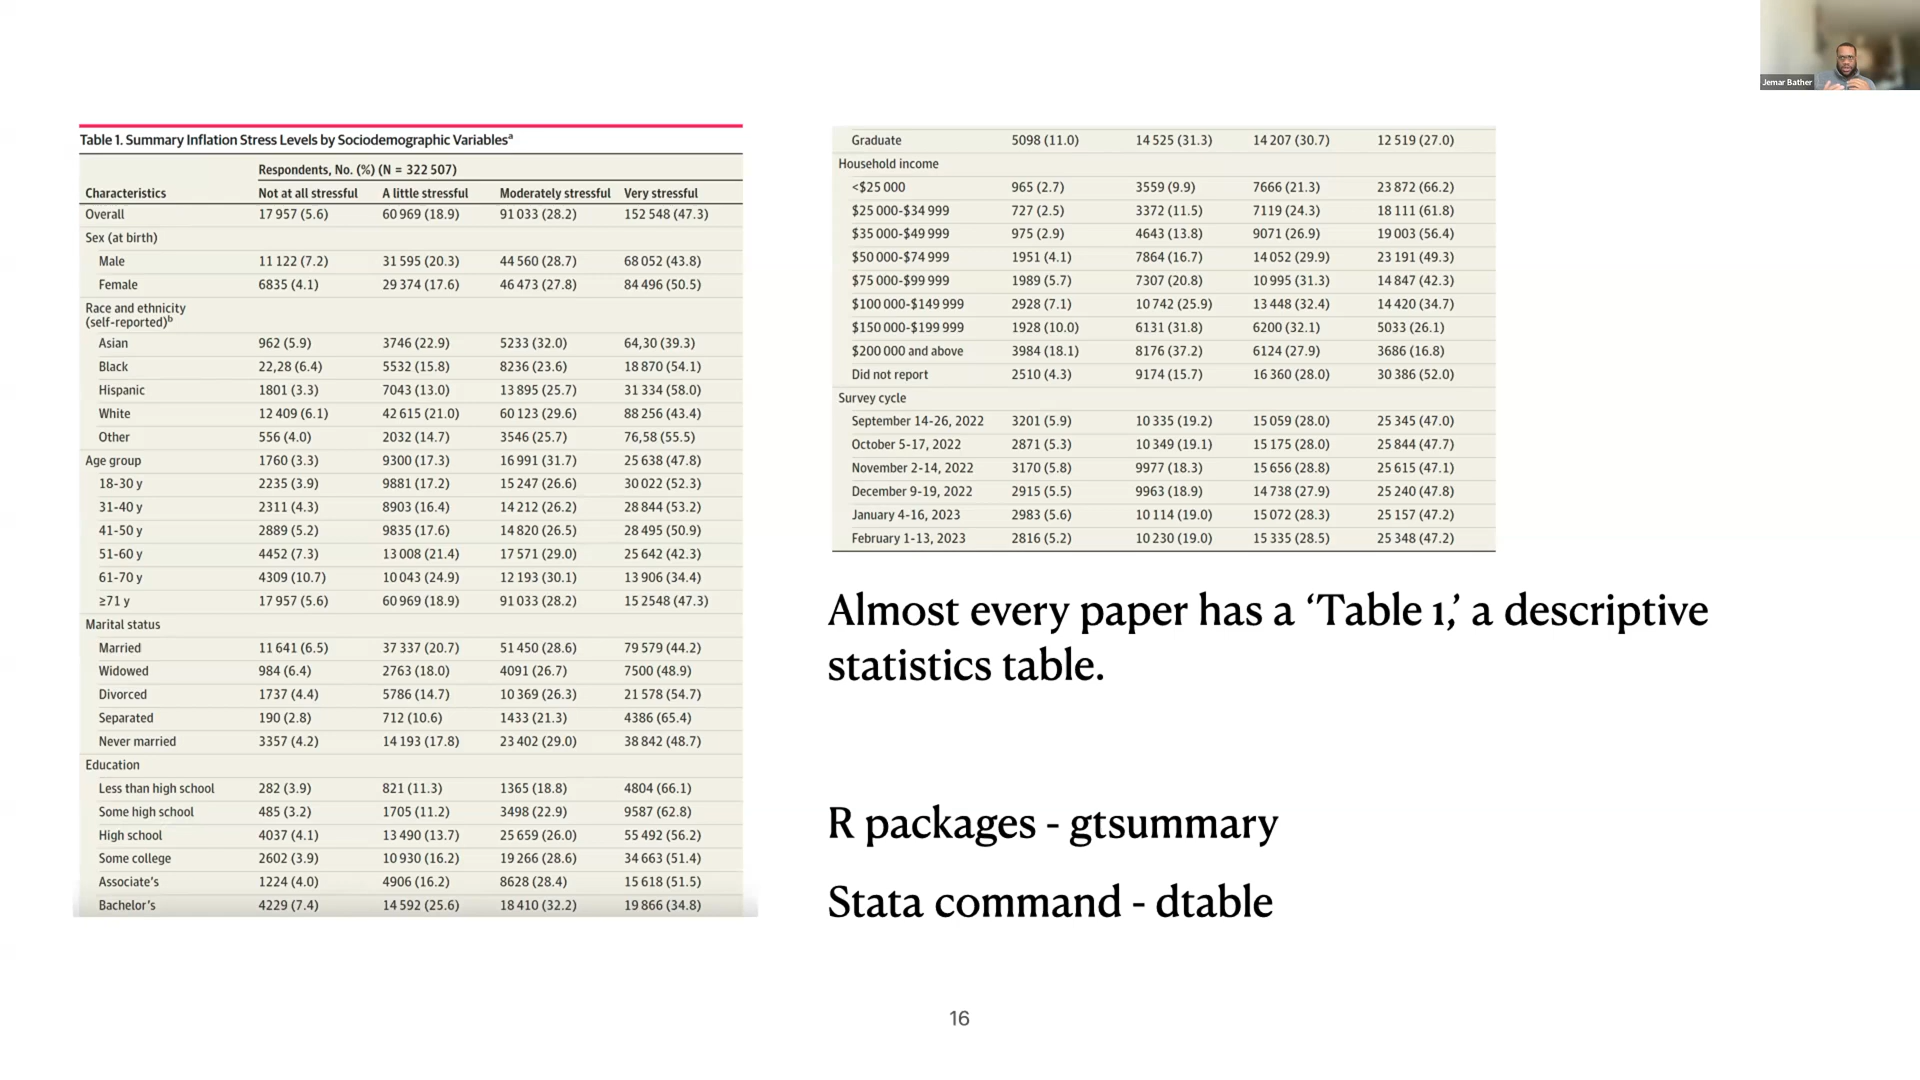 Jemar Bather
Table 1. Summary Inflation Stress Levels by Sociodemographic Variablesa
Respondents, No. (%) (N = 322 507)
Characteristics Not at all stressful A little stressful Moderately stressful Very stressful
Overall 17 957 (5.6) 60 969 (18.9) 91 033 (28.2) 152 548 (47.3)
Sex (at birth)
Male 11 122 (7.2) 31 595 (20.3) 44 560 (28.7) 68 052 (43.8)
Female 6835 (4.1) 29 374 (17.6) 46 473 (27.8) 84 496 (50.5)
Race and ethnicity
(self-reported)b
Asian 962 (5.9) 3746 (22.9) 5233 (32.0) 64,30 (39.3)
Black 22,28 (6.4) 5532 (15.8) 8236 (23.6) 18 870 (54.1)
Hispanic 1801 (3.3) 7043 (13.0) 13 895 (25.7) 31 334 (58.0)
White 12 409 (6.1) 42 615 (21.0) 60 123 (29.6) 88 256 (43.4)
Other 556 (4.0) 2032 (14.7) 3546 (25.7) 76,58 (55.5)
Age group 1760 (3.3) 9300 (17.3) 16 991 (31.7) 25 638 (47.8)
18-30 y 2235 (3.9) 9881 (17.2) 15 247 (26.6) 30 022 (52.3)
31-40 y 2311 (4.3) 8903 (16.4) 14 212 (26.2) 28 844 (53.2)
41-50 y 2889 (5.2) 9835 (17.6) 14 820 (26.5) 28 495 (50.9)
51-60 y 4452 (7.3) 13 008 (21.4) 17 571 (29.0) 25 642 (42.3)
61-70 y 4309 (10.7) 10 043 (24.9) 12 193 (30.1) 13 906 (34.4)
≥71 y 17 957 (5.6) 60 969 (18.9) 91 033 (28.2) 15 2548 (47.3)
Marital status
Married 11 641 (6.5) 37 337 (20.7) 51 450 (28.6) 79 579 (44.2)
Widowed 984 (6.4) 2763 (18.0) 4091 (26.7) 7500 (48.9)
Divorced 1737 (4.4) 5786 (14.7) 10 369 (26.3) 21 578 (54.7)
Separated 190 (2.8) 712 (10.6) 1433 (21.3) 4386 (65.4)
Never married 3357 (4.2) 14 193 (17.8) 23 402 (29.0) 38 842 (48.7)
Education
Less than high school 282 (3.9) 821 (11.3) 1365 (18.8) 4804 (66.1)
Some high school 485 (3.2) 1705 (11.2) 3498 (22.9) 9587 (62.8)
High school 4037 (4.1) 13 490 (13.7) 25 659 (26.0) 55 492 (56.2)
Some college 2602 (3.9) 10 930 (16.2) 19 266 (28.6) 34 663 (51.4)
Associate's 1224 (4.0) 4906 (16.2) 8628 (28.4) 15 618 (51.5)
Bachelor's 4229 (7.4) 14 592 (25.6) 18 410 (32.2) 19 866 (34.8)
Graduate 5098 (11.0) 14 525 (31.3) 14 207 (30.7) 12 519 (27.0)
Household income
<$25 000 965 (2.7) 3559 (9.9) 7666 (21.3) 23 872 (66.2)
$25 000-$34 999 727 (2.5) 3372 (11.5) 7119 (24.3) 18 111 (61.8)
$35 000-$49 999 975 (2.9) 4643 (13.8) 9071 (26.9) 19 003 (56.4)
$50 000-$74 999 1951 (4.1) 7864 (16.7) 14 052 (29.9) 23 191 (49.3)
$75 000-$99 999 1989 (5.7) 7307 (20.8) 10 995 (31.3) 14 847 (42.3)
$100 000-$149 999 2928 (7.1) 10 742 (25.9) 13 448 (32.4) 14 420 (34.7)
$150 000-$199 999 1928 (10.0) 6131 (31.8) 6200 (32.1) 5033 (26.1)
$200 000 and above 3984 (18.1) 8176 (37.2) 6124 (27.9) 3686 (16.8)
Did not report 2510 (4.3) 9174 (15.7) 16 360 (28.0) 30 386 (52.0)
Survey cycle
September 14-26, 2022 3201 (5.9) 10 335 (19.2) 15 059 (28.0) 25 345 (47.0)
October 5-17, 2022 2871 (5.3) 10 349 (19.1) 15 175 (28.0) 25 844 (47.7)
November 2-14, 2022 3170 (5.8) 9977 (18.3) 15 656 (28.8) 25 615 (47.1)
December 9-19, 2022 2915 (5.5) 9963 (18.9) 14 738 (27.9) 25 240 (47.8)
January 4-16, 2023 2983 (5.6) 10 114 (19.0) 15 072 (28.3) 25 157 (47.2)
February 1-13, 2023 2816 (5.2) 10 230 (19.0) 15 335 (28.5) 25 348 (47.2)
Almost every paper has a ‘Table 1,’ a descriptive
statistics table.
R packages - gtsummary
Stata command - dtable
16